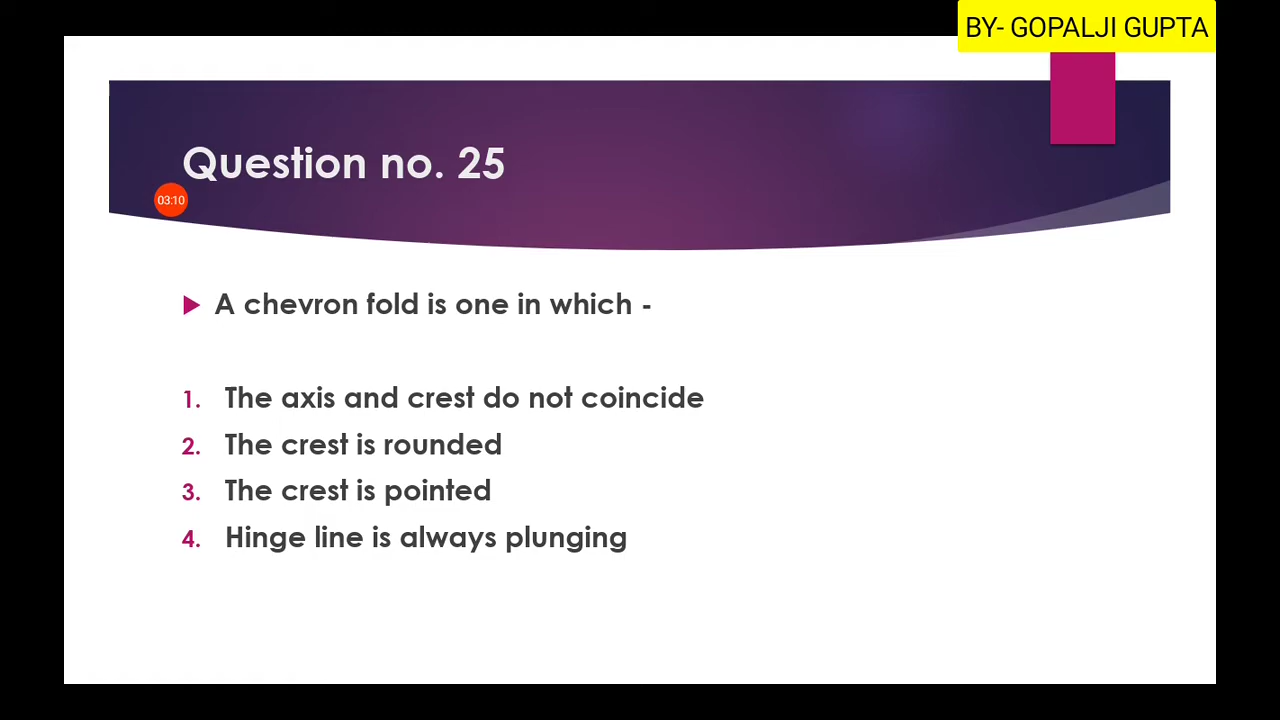 BY- GOPALJI GUPTA
Question no. 25
03:10
A chevron fold is one in which -
1. The axis and crest do not coincide
2. The crest is rounded
3. The crest is pointed
4. Hinge line is always plunging